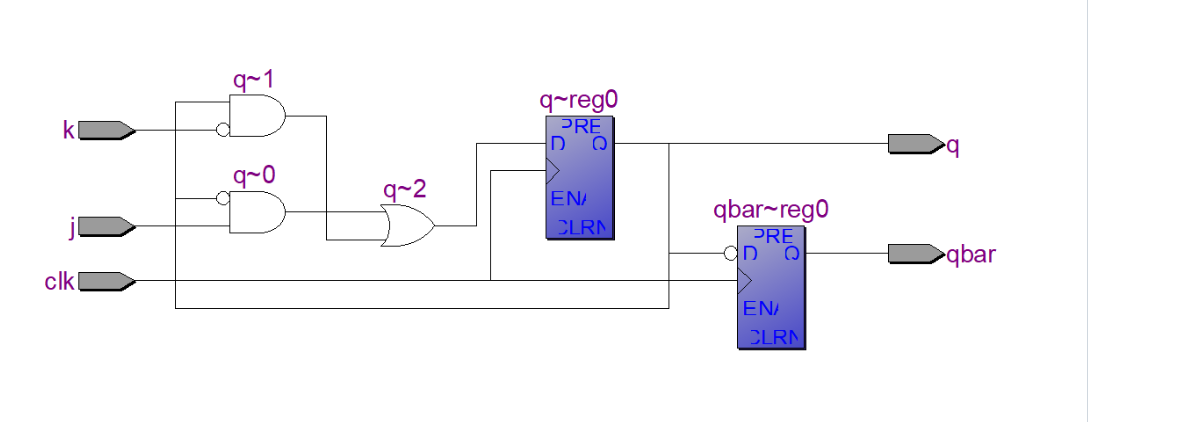 q~1
k
q~0
j
clk
q~2
q~reg0
PRE
D Q
ENA
CLRN
q
qbar~reg0
PRE
D Q
ENA
CLRN
qbar